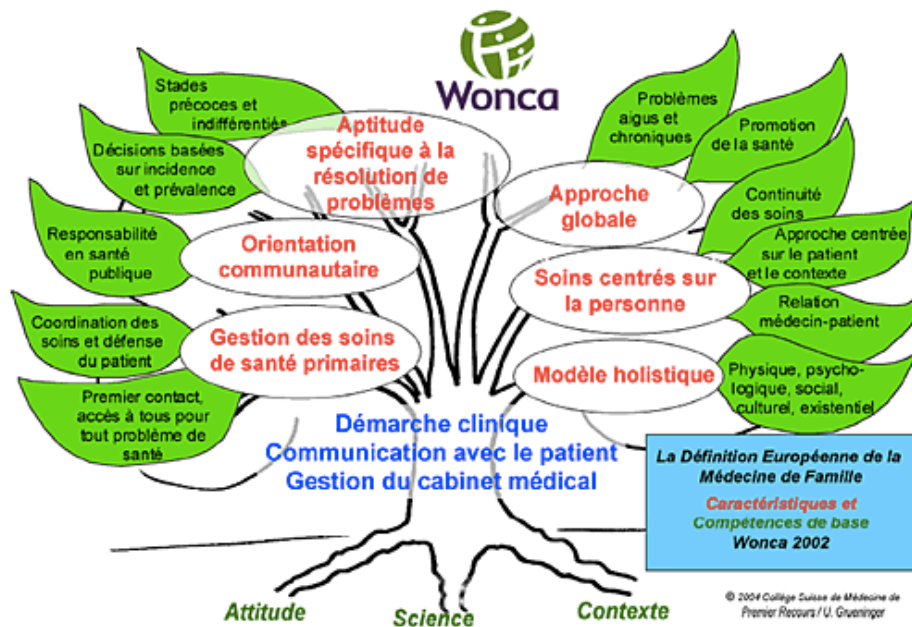 Wonca
Stades
précoces et
indifférentiés
Aptitude
spécifique à la
résolution de
problèmes
Décisions basées
sur incidence
et prévalence
Responsabilité
en santé
publique
Orientation
communautaire
Coordination des
soins et défense
du patient
Gestion des soins
de santé primaires
Premier contact,
accès à tous pour
tout problème de
santé
Problèmes
aigus et
chroniques
Promotion
de la santé
Approche
globale
Continuité
des soins
Approche centrée
sur le patient
et le contexte
Soins centrés sur
la personne
Relation
médecin-patient
Modèle holistique
Physique, psycho-
logique, social,
culturel, existentiel
Démarche clinique
Communication avec le patient
Gestion du cabinet médical
La Définition Européenne de la
Médecine de Famille
Caractéristiques et
Compétences de base
Wonca 2002
Attitude
Science
Contexte
© 2004 Collège Suisse de Médecine de
Premier Recours / U. Grueninger